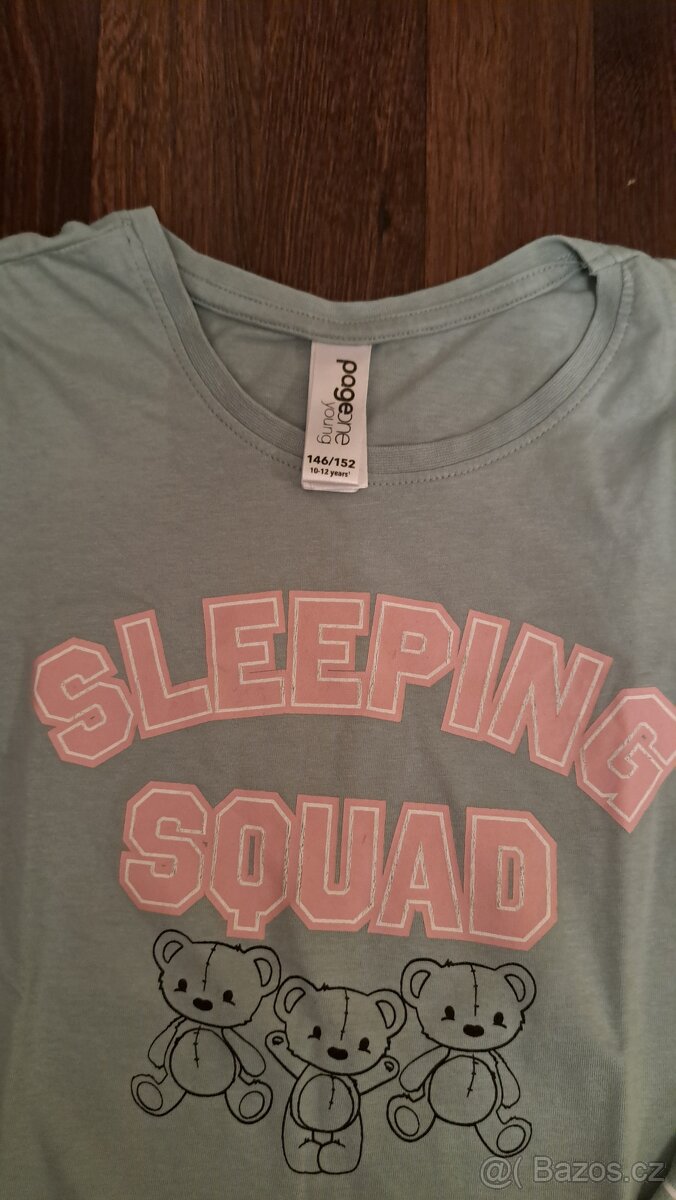 pageone
young
146/152
10-12 years'
SLEEPING
SQUAD
@( Bazos.cz